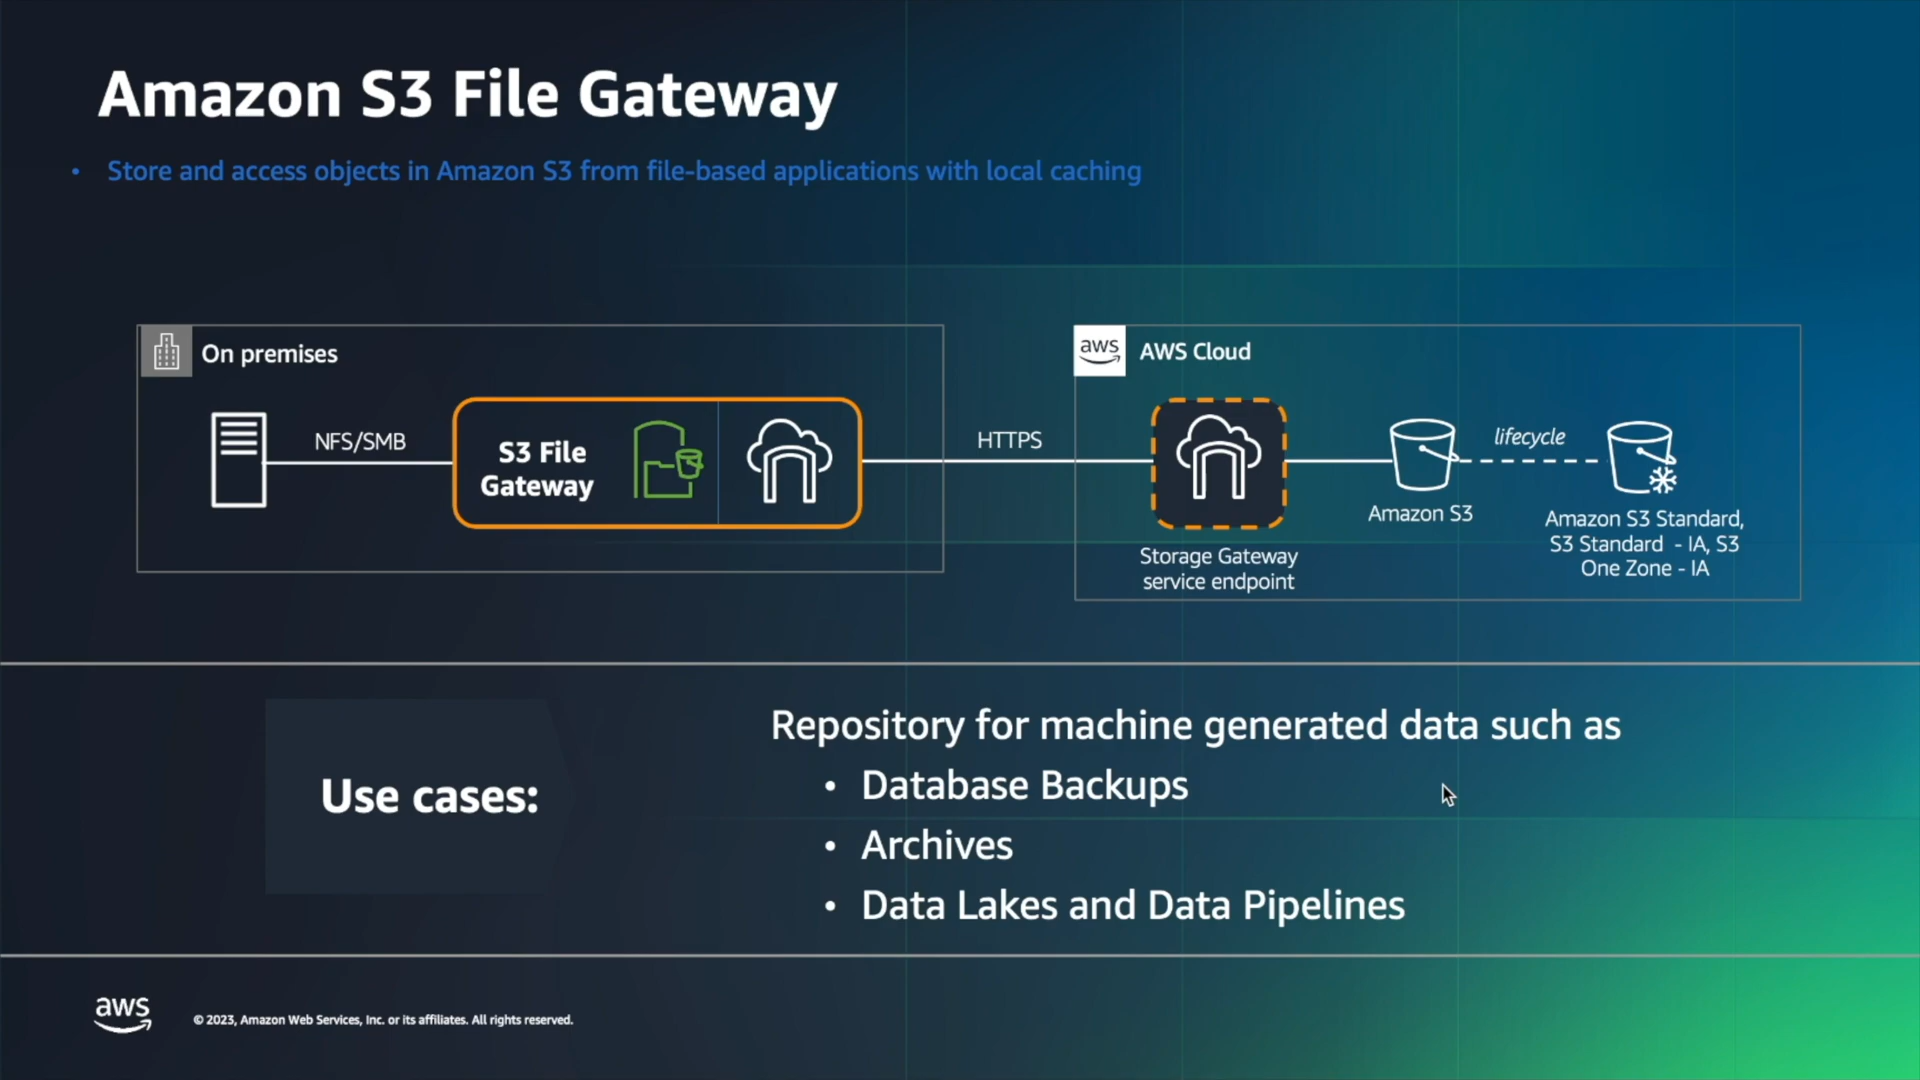 Amazon S3 File Gateway
• Store and access objects in Amazon S3 from file-based applications with local caching
On premises
NFS/SMB
S3 File
Gateway
HTTPS
aws
AWS Cloud
Storage Gateway
service endpoint
Amazon S3
lifecycle
Amazon S3 Standard,
S3 Standard - IA, S3
One Zone - IA
Use cases:
Repository for machine generated data such as
• Database Backups
• Archives
• Data Lakes and Data Pipelines
aws
© 2023, Amazon Web Services, Inc. or its affiliates. All rights reserved.